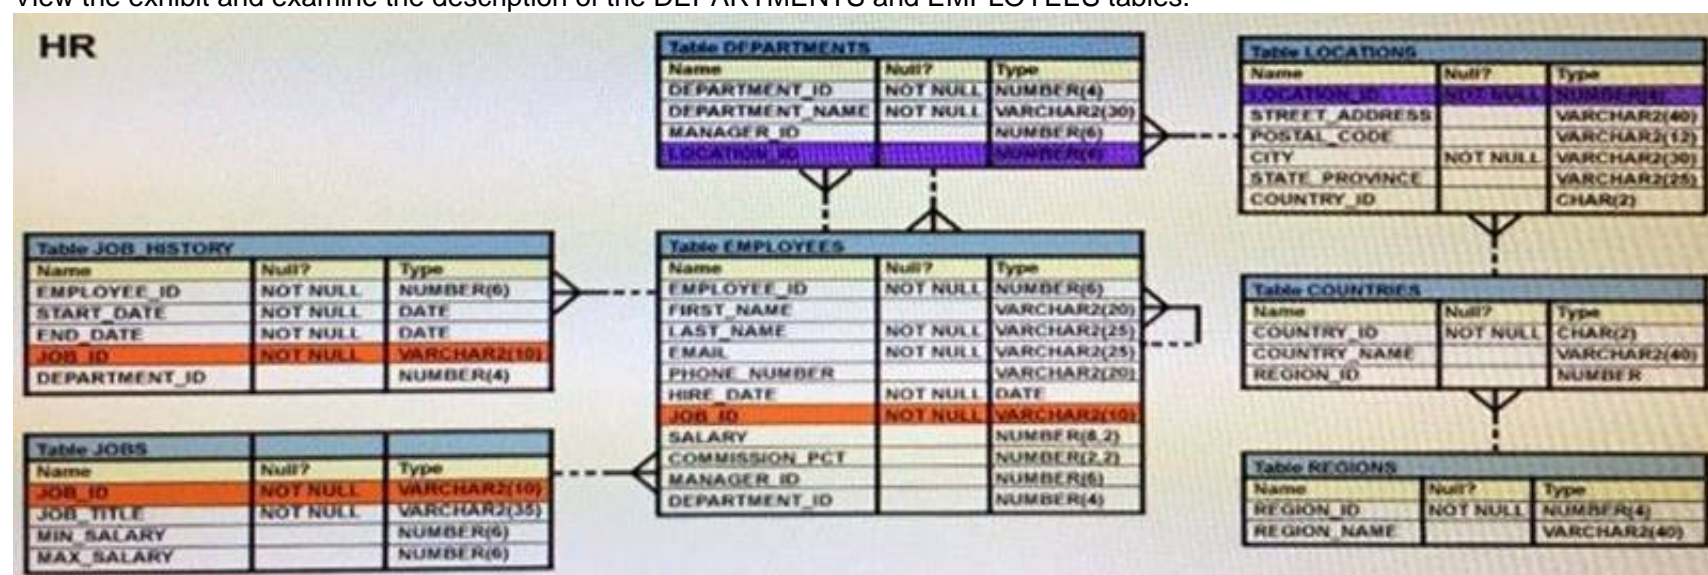 View the exhibit and examine the description of the DEPARTMENTS and EMPLOYEES tables.
HR
Table DEPARTMENTS
Name Null? Type
DEPARTMENT_ID NOT NULL NUMBER(4)
DEPARTMENT_NAME NOT NULL VARCHAR2(30)
MANAGER_ID NUMBER(6)
LOCATION_ID NUMBER(4)
Table LOCATIONS
Name Null? Type
LOCATION_ID NOT NULL NUMBER(4)
STREET_ADDRESS VARCHAR2(40)
POSTAL_CODE VARCHAR2(12)
CITY NOT NULL VARCHAR2(30)
STATE_PROVINCE VARCHAR2(25)
COUNTRY_ID CHAR(2)
Table JOB_HISTORY
Name Null? Type
EMPLOYEE_ID NOT NULL NUMBER(6)
START_DATE NOT NULL DATE
END_DATE NOT NULL DATE
JOB_ID NOT NULL VARCHAR2(10)
DEPARTMENT_ID NUMBER(4)
Table EMPLOYEES
Name Null? Type
EMPLOYEE_ID NOT NULL NUMBER(6)
FIRST_NAME VARCHAR2(20)
LAST_NAME NOT NULL VARCHAR2(25)
EMAIL NOT NULL VARCHAR2(25)
PHONE_NUMBER VARCHAR2(20)
HIRE_DATE NOT NULL DATE
JOB_ID NOT NULL VARCHAR2(10)
SALARY NUMBER(8,2)
COMMISSION_PCT NUMBER(2,2)
MANAGER_ID NUMBER(6)
DEPARTMENT_ID NUMBER(4)
Table COUNTRIES
Name Null? Type
COUNTRY_ID NOT NULL CHAR(2)
COUNTRY_NAME VARCHAR2(40)
REGION_ID NUMBER
Table JOBS
Name Null? Type
JOB_ID NOT NULL VARCHAR2(10)
JOB_TITLE NOT NULL VARCHAR2(35)
MIN_SALARY NUMBER(6)
MAX_SALARY NUMBER(6)
Table REGIONS
Name Null? Type
REGION_ID NOT NULL NUMBER(4)
REGION_NAME VARCHAR2(40)